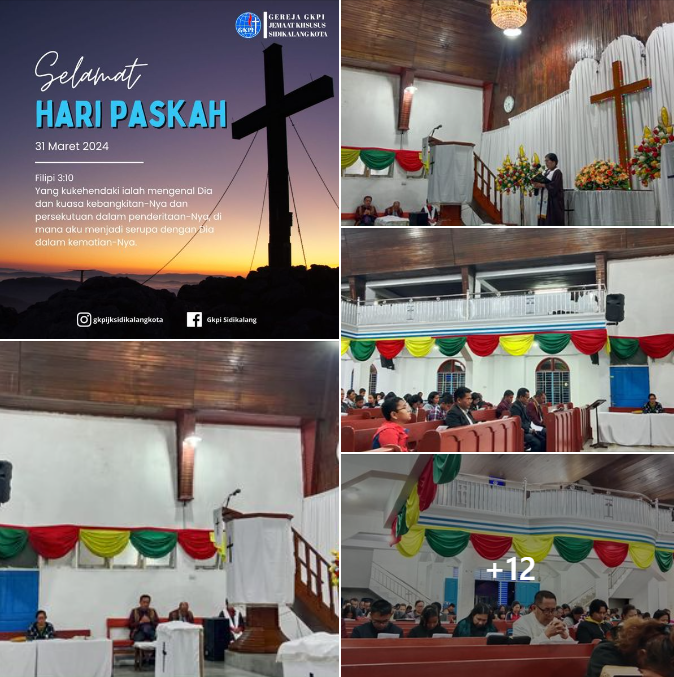 GEREJA GKPI
JEMAAT KHSUSUS
SIDIKALANG KOTA
GKPI
Selamat
HARI PASKAH
31 Maret 2024
Filipi 3:10
Yang kukehendaki ialah mengenal Dia
dan kuasa kebangkitan-Nya dan
persekutuan dalam penderitaan-Nya, di
mana aku menjadi serupa dengan Dia
dalam kematian-Nya.
gkpijksidikalangkota
Gkpi Sidikalang
+12